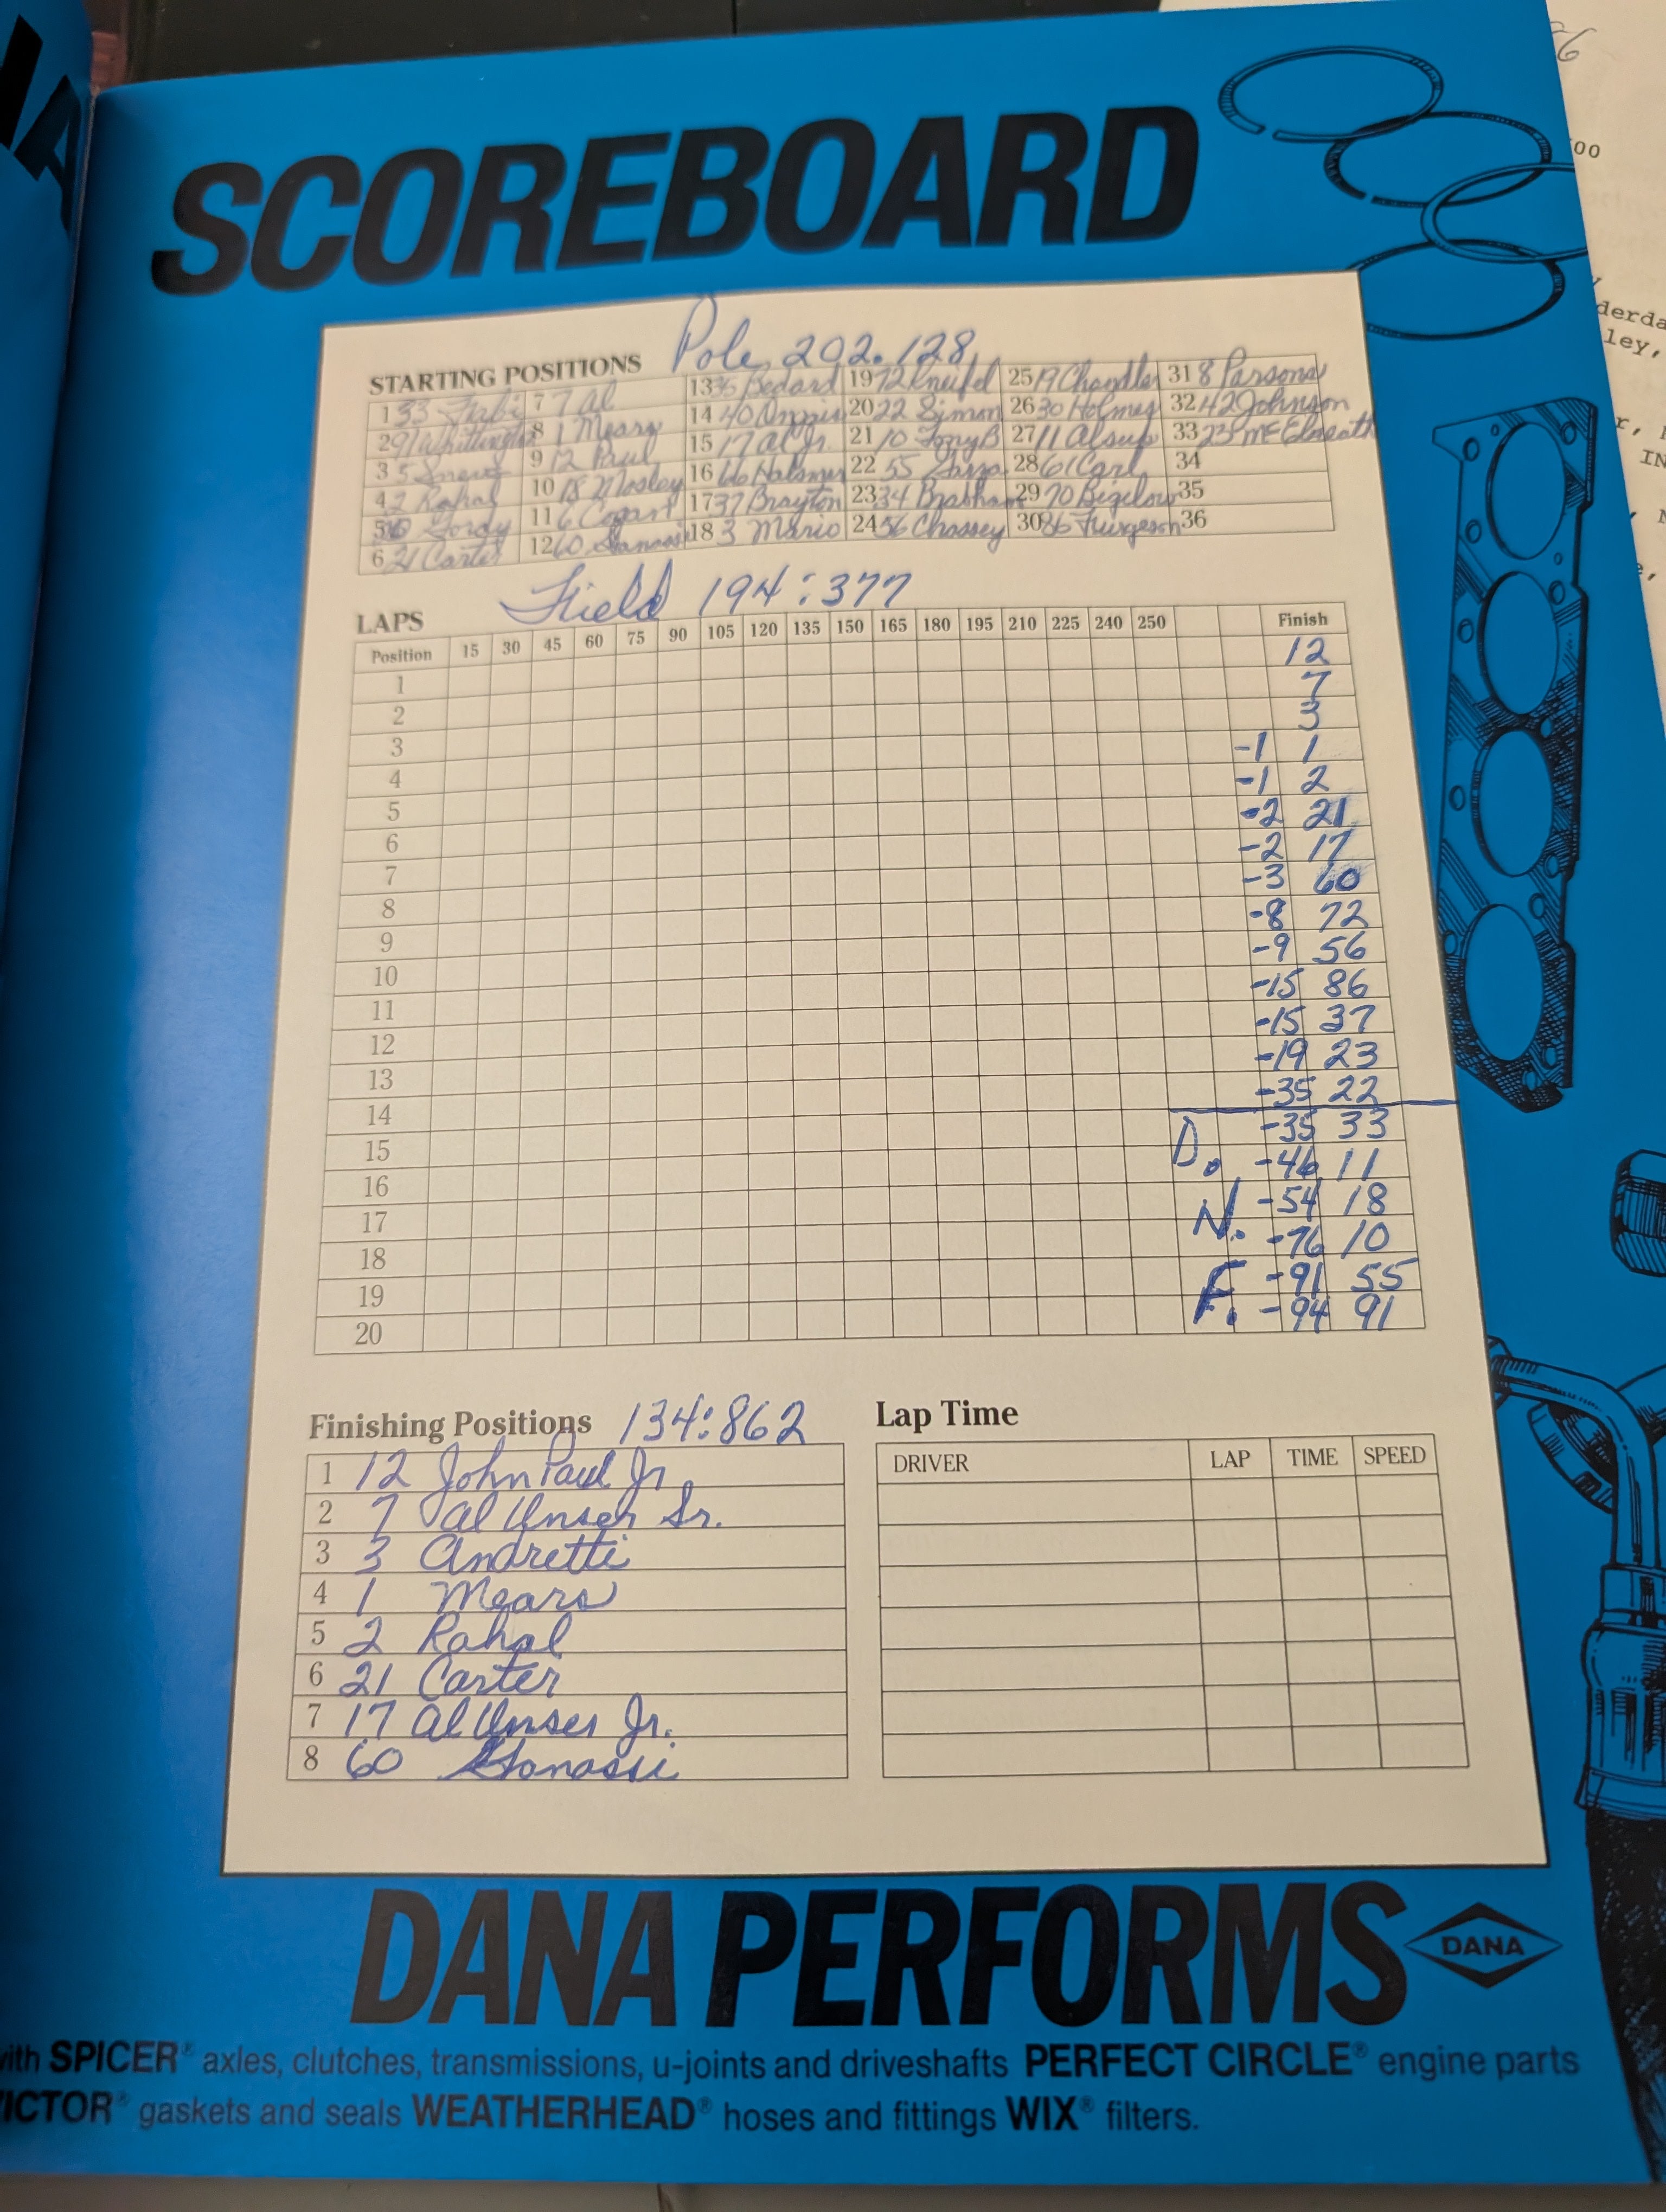 SCOREBOARD
STARTING POSITIONS Pole 202.128
1 33 Fabi 7 7 Al 13 35 Bedard 19 72 Kneifel 25 19 Chandler 31 8 Parsons
2 91 Whittington 8 1 Mears 14 40 Ongais 20 22 Simon 26 30 Holmes 32 42 Johnson
3 5 Sneva 9 12 Paul 15 17 Al Jr. 21 10 Tony B 27 11 Alsup 33 23 McElreath
4 2 Rahal 10 18 Mosley 16 66 Halsmer 22 55 Garza 28 61 Carl 34
5 Gordy 11 6 Cogan 17 37 Brayton 23 34 Brabham 29 70 Bigelow 35
6 21 Carter 12 60 Ganassi 18 3 Mario 24 56 Chassey 30 86 Furgeson 36
Field 194:377
LAPS
Position 15 30 45 60 75 90 105 120 135 150 165 180 195 210 225 240 250 Finish
12
1 7
2 3
3 -1 1
4 -1 2
5 -2 21
6 -2 17
7 -3 60
8 -8 72
9 -9 56
10 -15 86
11 -15 37
12 -19 23
13 -35 22
14 -35 33
15 D. -46 11
16 -54 18
17 N. -76 10
18 -91 55
19 F. -94 91
20
Finishing Positions 134:862
1 12 John Paul Jr
2 7 Al Unser Sr.
3 3 Andretti
4 1 Mears
5 2 Rahal
6 21 Carter
7 17 Al Unser Jr.
8 60 Ganassi
Lap Time
DRIVER LAP TIME SPEED
DANA PERFORMS DANA
with SPICER® axles, clutches, transmissions, u-joints and driveshafts PERFECT CIRCLE® engine parts
VICTOR® gaskets and seals WEATHERHEAD® hoses and fittings WIX® filters.